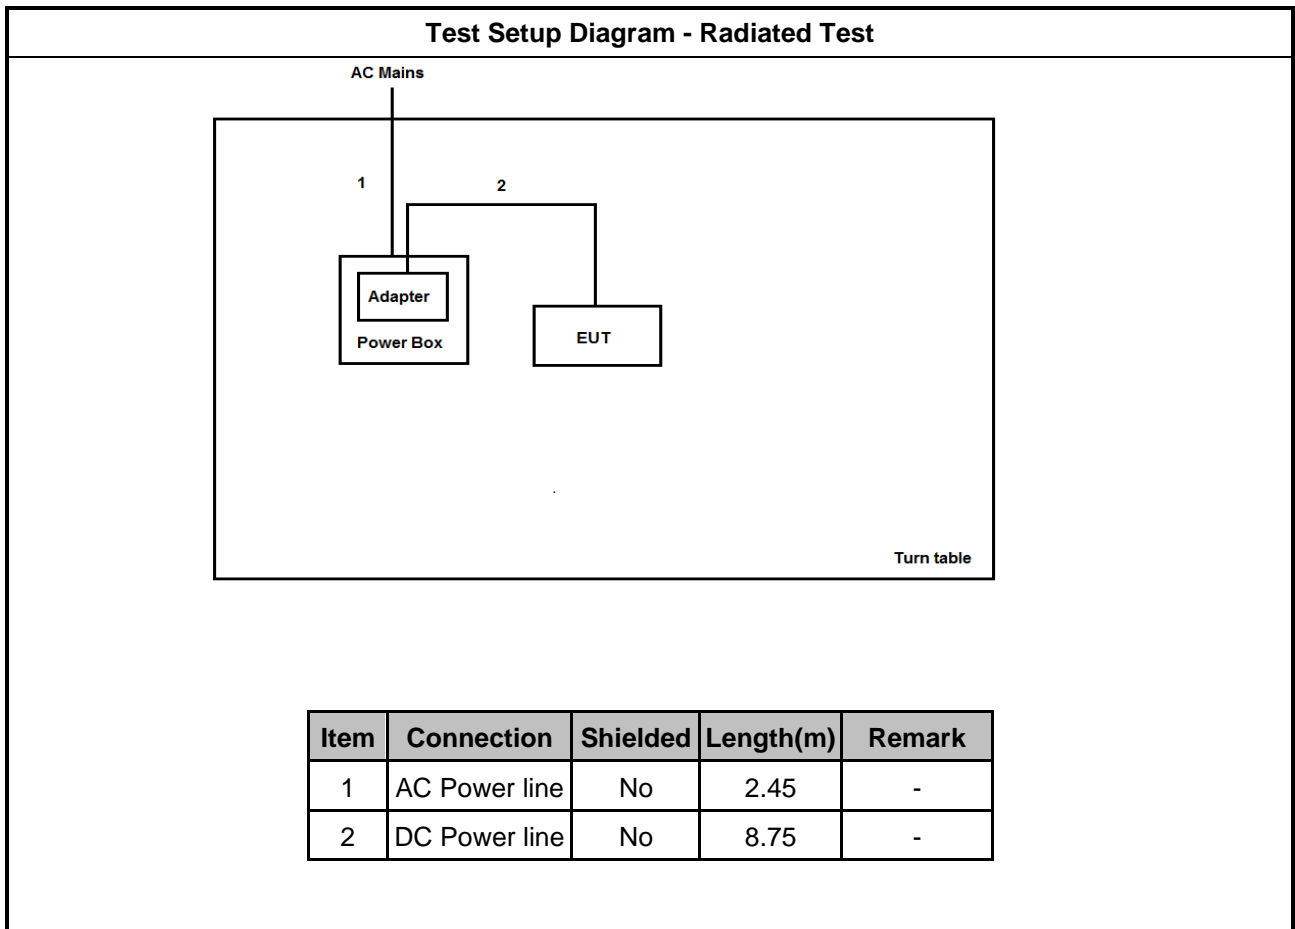 Test Setup Diagram - Radiated Test
AC Mains
1
2
Adapter
Power Box
EUT
Turn table
Item Connection Shielded Length(m) Remark
1 AC Power line No 2.45 -
2 DC Power line No 8.75 -